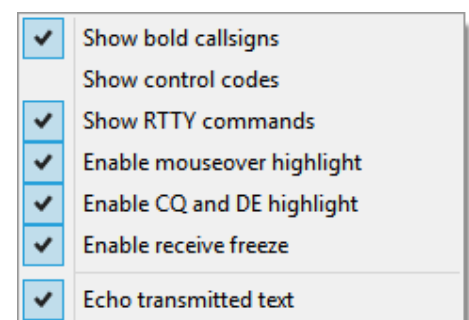 Show bold callsigns
Show control codes
Show RTTY commands
Enable mouseover highlight
Enable CQ and DE highlight
Enable receive freeze
Echo transmitted text